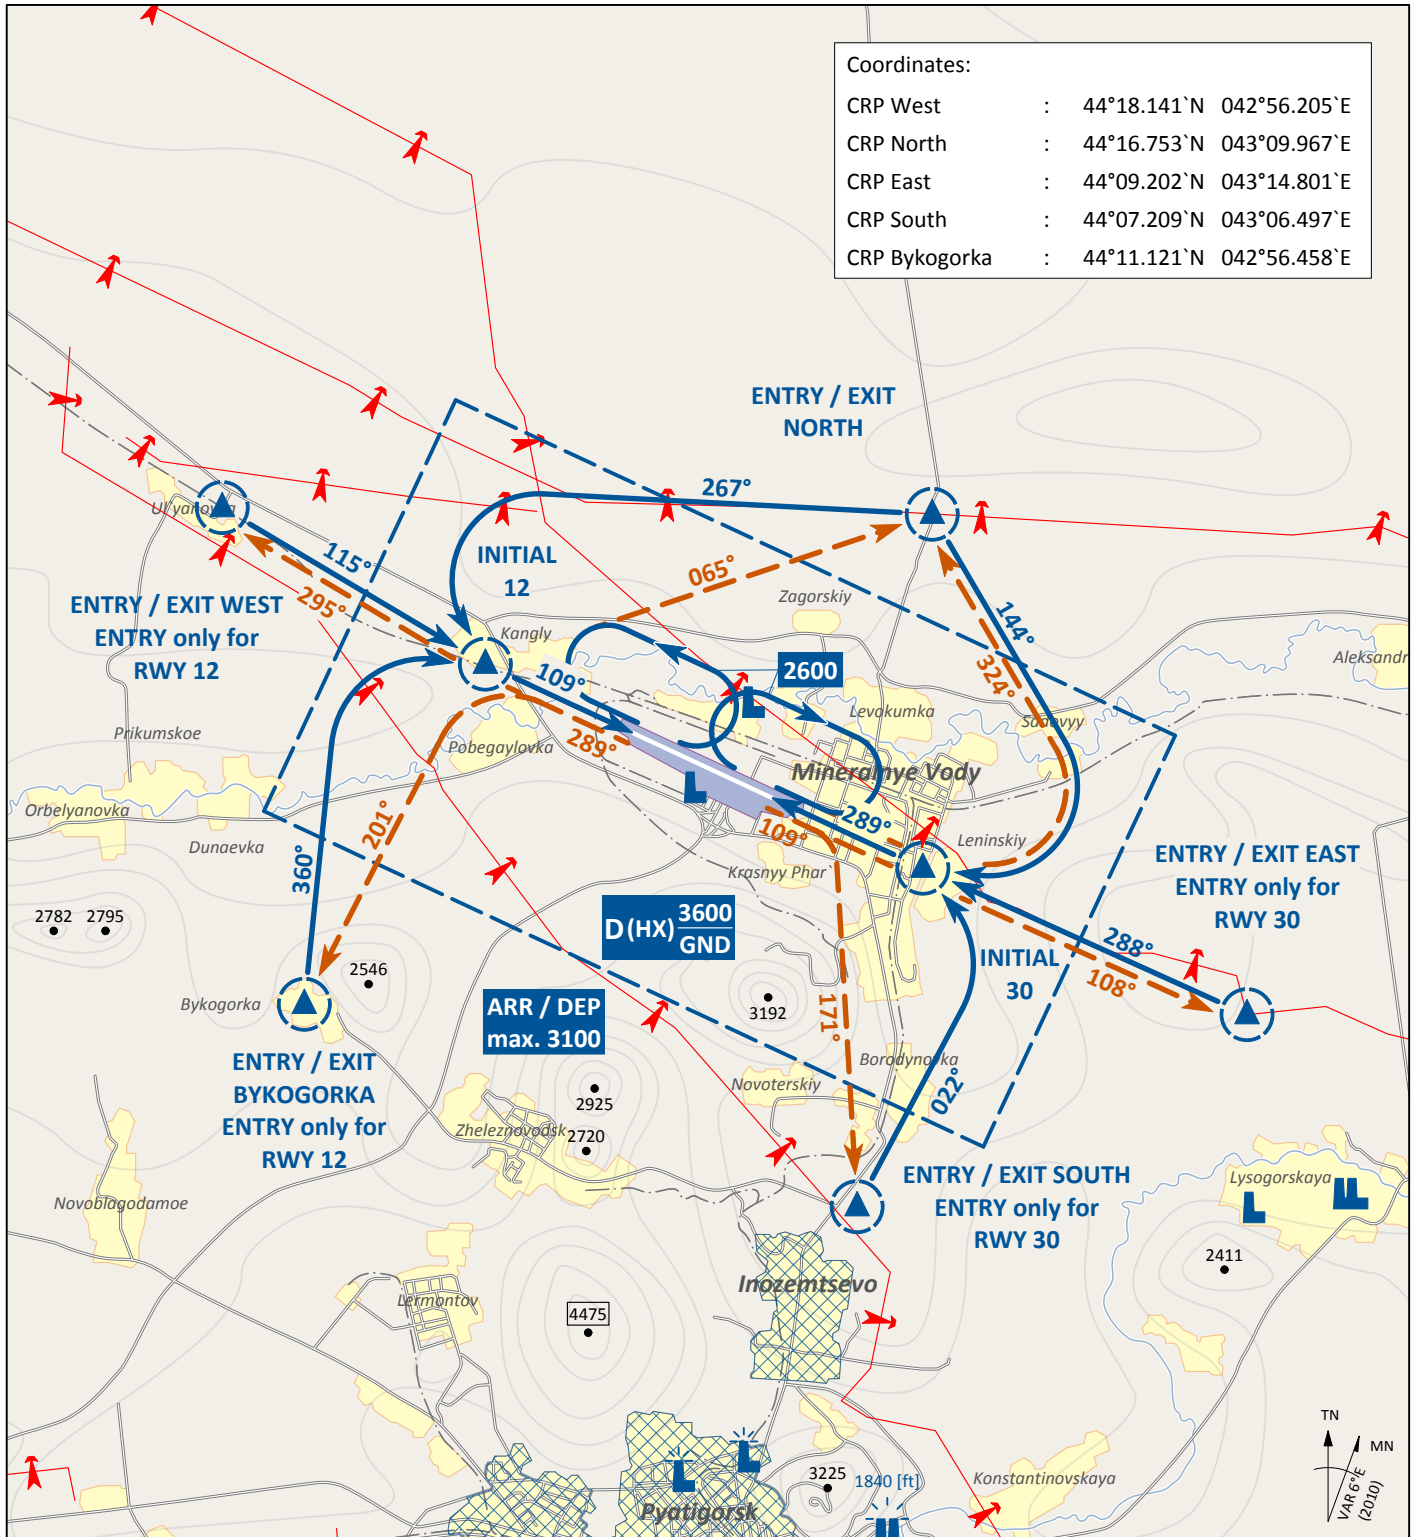 Coordinates:
CRP West : 44°18.141`N 042°56.205`E
CRP North : 44°16.753`N 043°09.967`E
CRP East : 44°09.202`N 043°14.801`E
CRP South : 44°07.209`N 043°06.497`E
CRP Bykogorka : 44°11.121`N 042°56.458`E
ENTRY / EXIT
NORTH
267°
Ul'yanovka
115°
295°
INITIAL
12
065°
Zagorskiy
144°
324°
ENTRY / EXIT WEST
ENTRY only for
RWY 12
Kangly
109°
289°
2600
Levokumka
Sadovyy
Aleksandr
Prikumskoe
Pobegaylovka
Mineralnye Vody
Orbelyanovka
Dunaevka
201°
360°
289°
109°
Krasnyy Phar
Leninskiy
ENTRY / EXIT EAST
ENTRY only for
RWY 30
2782
2795
D (HX) 3600
GND
288°
108°
INITIAL
30
2546
Bykogorka
ARR / DEP
max. 3100
3192
171°
Borodynovka
022°
ENTRY / EXIT
BYKOGORKA
ENTRY only for
RWY 12
2925
2720
Novoterskiy
Zheleznovodsk
Novoblagodarnoe
ENTRY / EXIT SOUTH
ENTRY only for
RWY 30
Lysogorskaya
2411
Inozemtsevo
Lermontov
4475
TN
MN
VAR 6°E
(2010)
3225
1840 [ft]
Konstantinovskaya
Pyatigorsk